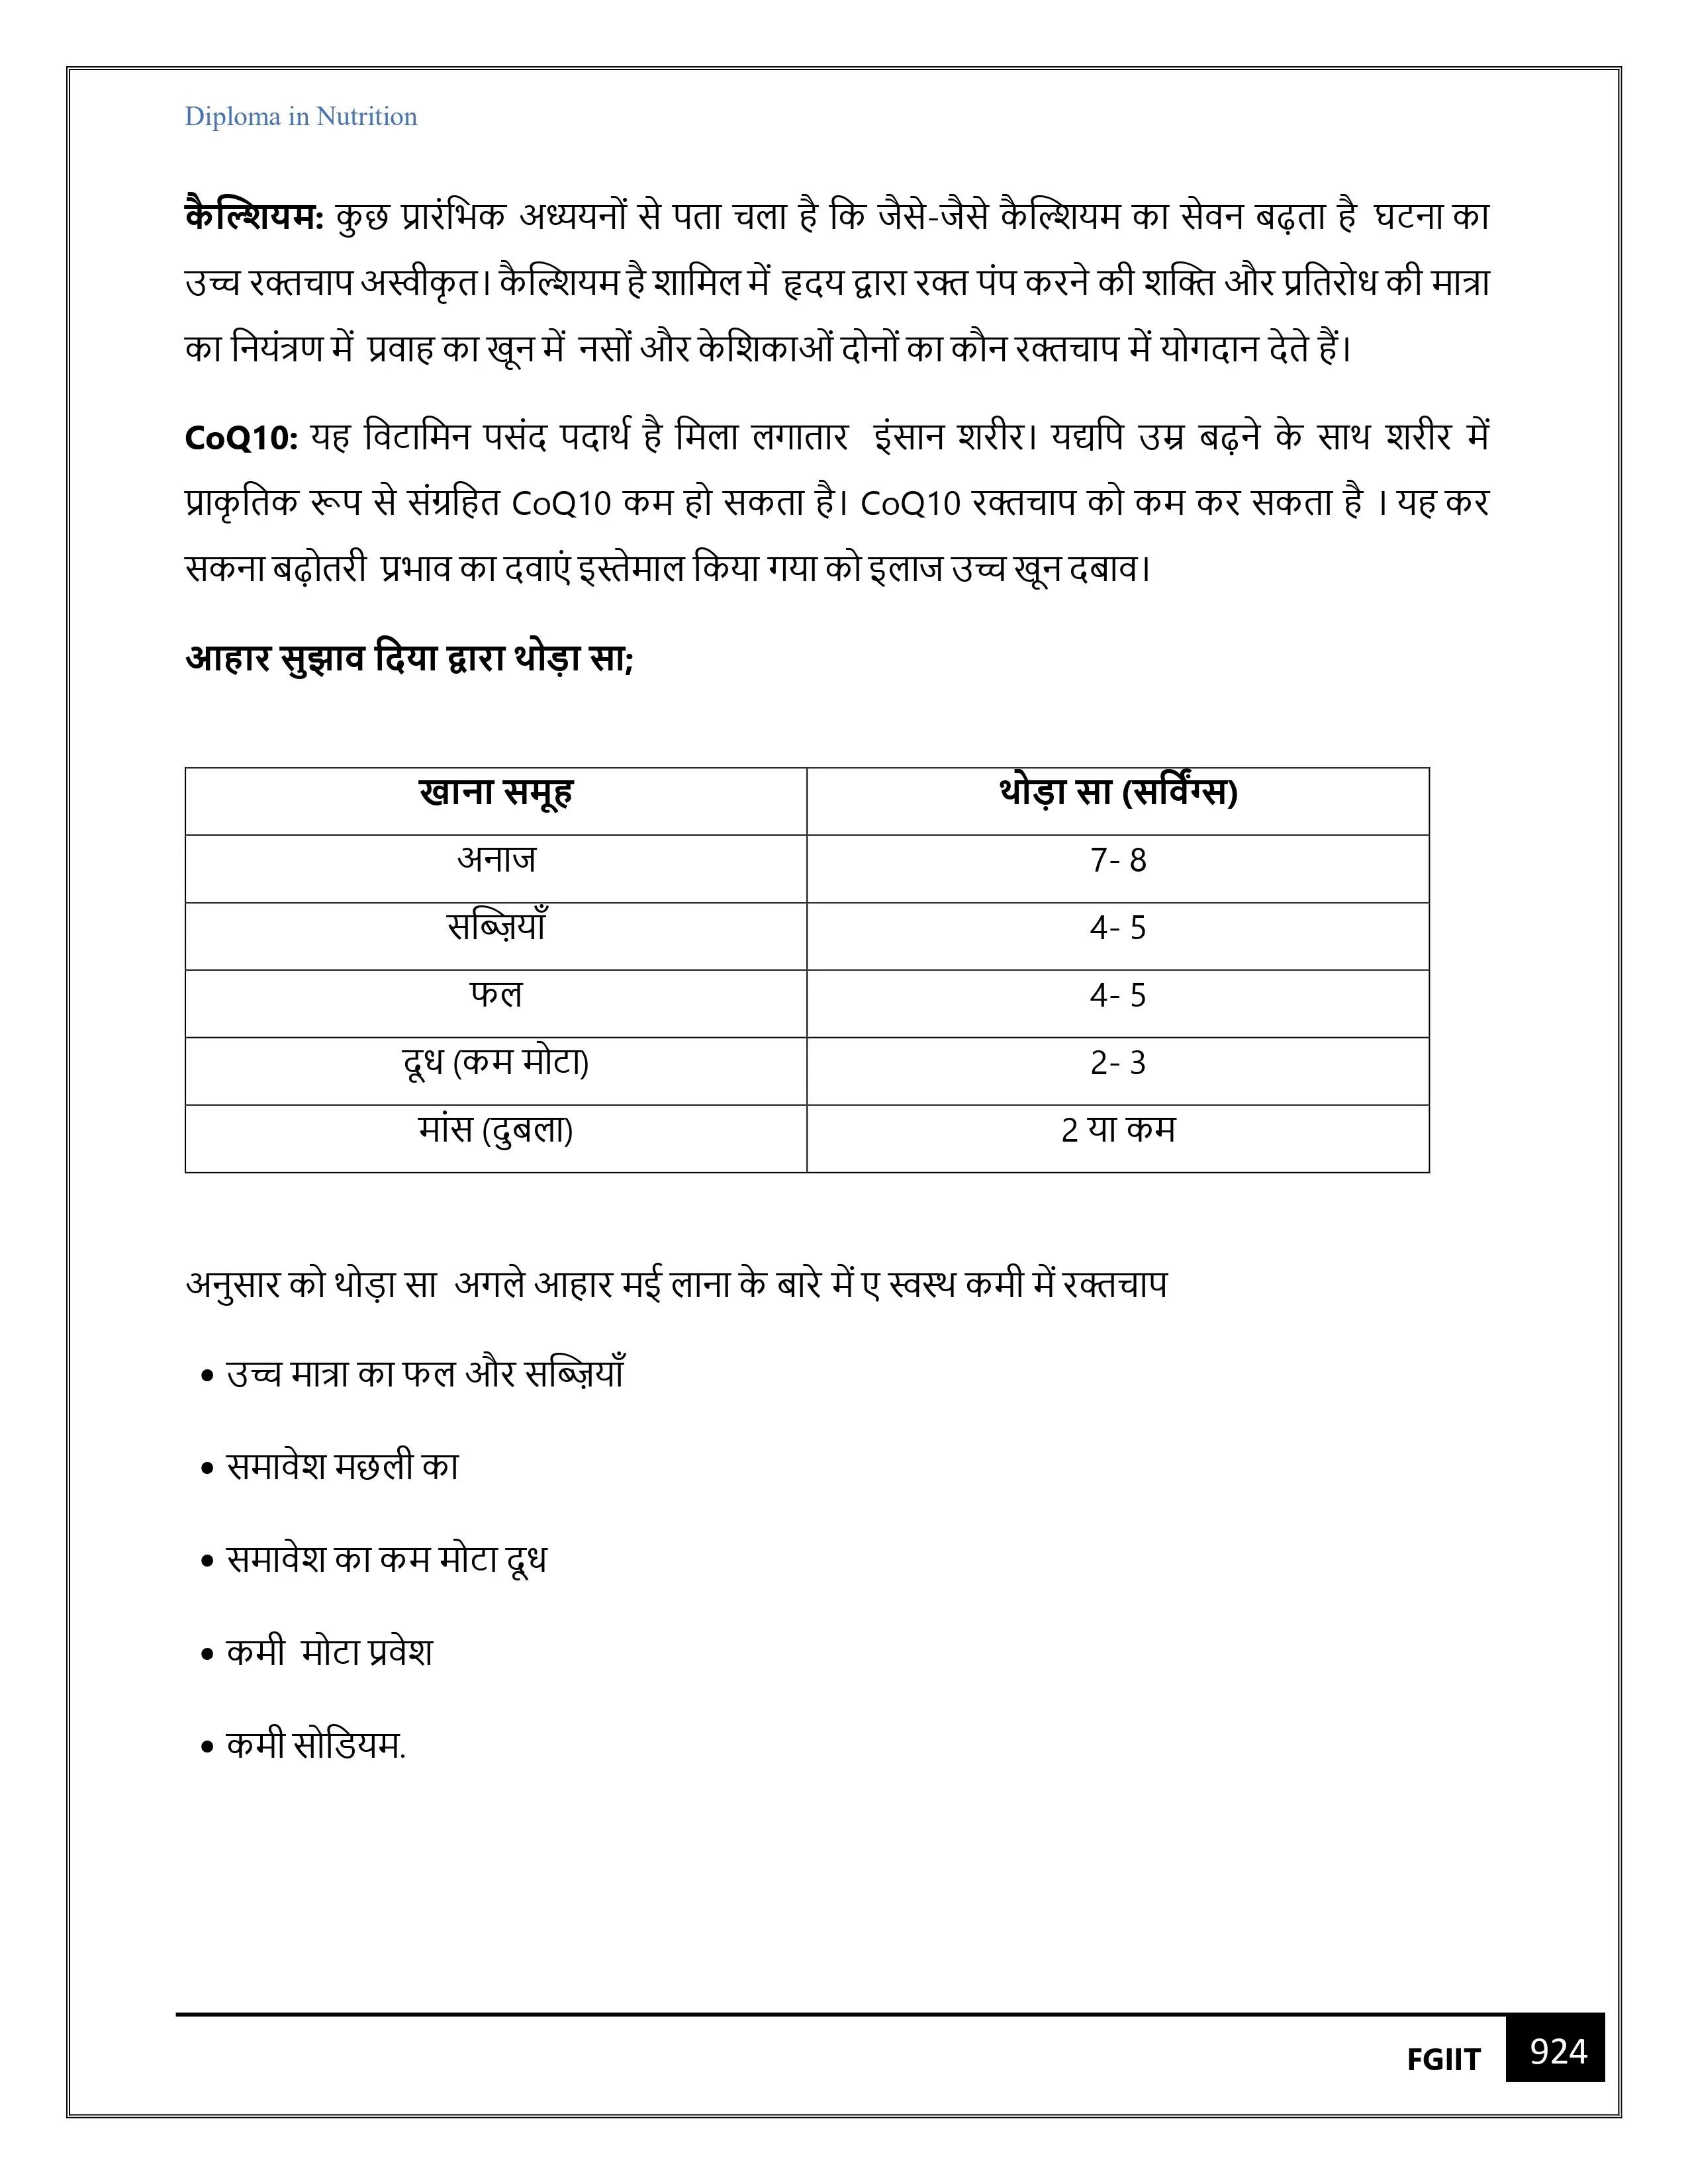 Diploma in Nutrition
कैल्शियम: कुछ प्रारंभिक अध्ययनों से पता चला है कि जैसे-जैसे कैल्शियम का सेवन बढ़ता है घटना का
उच्च रक्तचाप अस्वीकृत। कैल्शियम है शामिल में हृदय द्वारा रक्त पंप करने की शक्ति और प्रतिरोध की मात्रा
का नियंत्रण में प्रवाह का खून में नसों और केशिकाओं दोनों का कौन रक्तचाप में योगदान देते हैं।
CoQ10: यह विटामिन पसंद पदार्थ है मिला लगातार इंसान शरीर। यद्यपि उम्र बढ़ने के साथ शरीर में
प्राकृतिक रूप से संग्रहित CoQ10 कम हो सकता है। CoQ10 रक्तचाप को कम कर सकता है । यह कर
सकना बढ़ोतरी प्रभाव का दवाएं इस्तेमाल किया गया को इलाज उच्च खून दबाव।
आहार सुझाव दिया द्वारा थोड़ा सा;
खाना समूह थोड़ा सा (सर्विंग्स)
अनाज 7- 8
सब्ज़ियाँ 4- 5
फल 4- 5
दूध (कम मोटा) 2- 3
मांस (दुबला) 2 या कम
अनुसार को थोड़ा सा अगले आहार मई लाना के बारे में ए स्वस्थ कमी में रक्तचाप
• उच्च मात्रा का फल और सब्ज़ियाँ
• समावेश मछली का
• समावेश का कम मोटा दूध
• कमी मोटा प्रवेश
• कमी सोडियम.
FGIIT 924